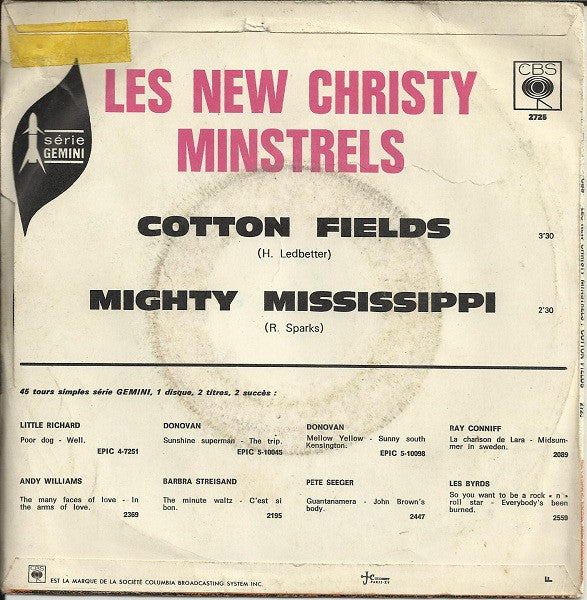 LES NEW CHRISTY
MINSTRELS
CBS
2725
série
GEMINI
COTTON FIELDS
3'30
(H. Ledbetter)
MIGHTY MISSISSIPPI
2'30
(R. Sparks)
45 tours simples série GEMINI, 1 disque, 2 titres, 2 succès :
LITTLE RICHARD
Poor dog - Well.
EPIC 4-7251
DONOVAN
Sunshine superman - The trip.
EPIC 5-10045
DONOVAN
Mellow Yellow - Sunny south
Kensington.
EPIC 5-10098
RAY CONNIFF
La chanson de Lara - Midsum-
mer in sweden.
2089
ANDY WILLIAMS
The many faces of love - In
the arms of love.
2369
BARBRA STREISAND
The minute waltz - C'est si
bon.
2195
PETE SEEGER
Guantanamera - John Brown's
body.
2447
LES BYRDS
So you want to be a rock « n »
roll star - Everybody's been
burned.
2559
CBS
EST LA MARQUE DE LA SOCIÉTÉ COLUMBIA BROADCASTING SYSTEM INC.